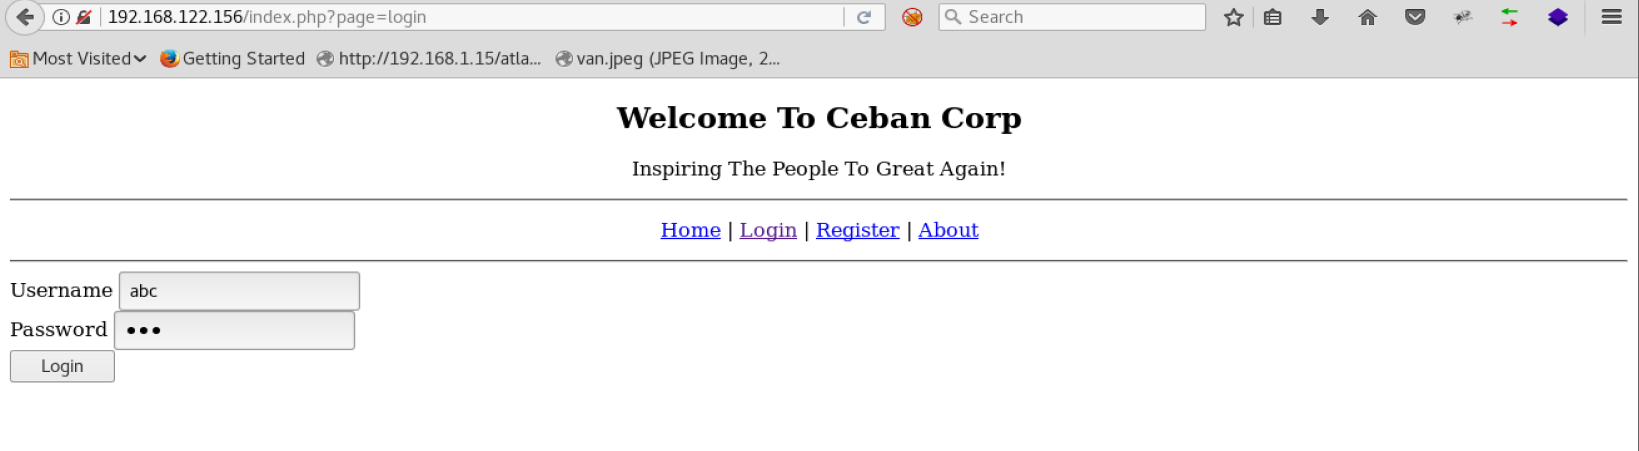 192.168.122.156/index.php?page=login
Search
Most Visited Getting Started http://192.168.1.15/atla... van.jpeg (JPEG Image, 2...
Welcome To Ceban Corp
Inspiring The People To Great Again!
Home | Login | Register | About
Username abc
Password •••
Login